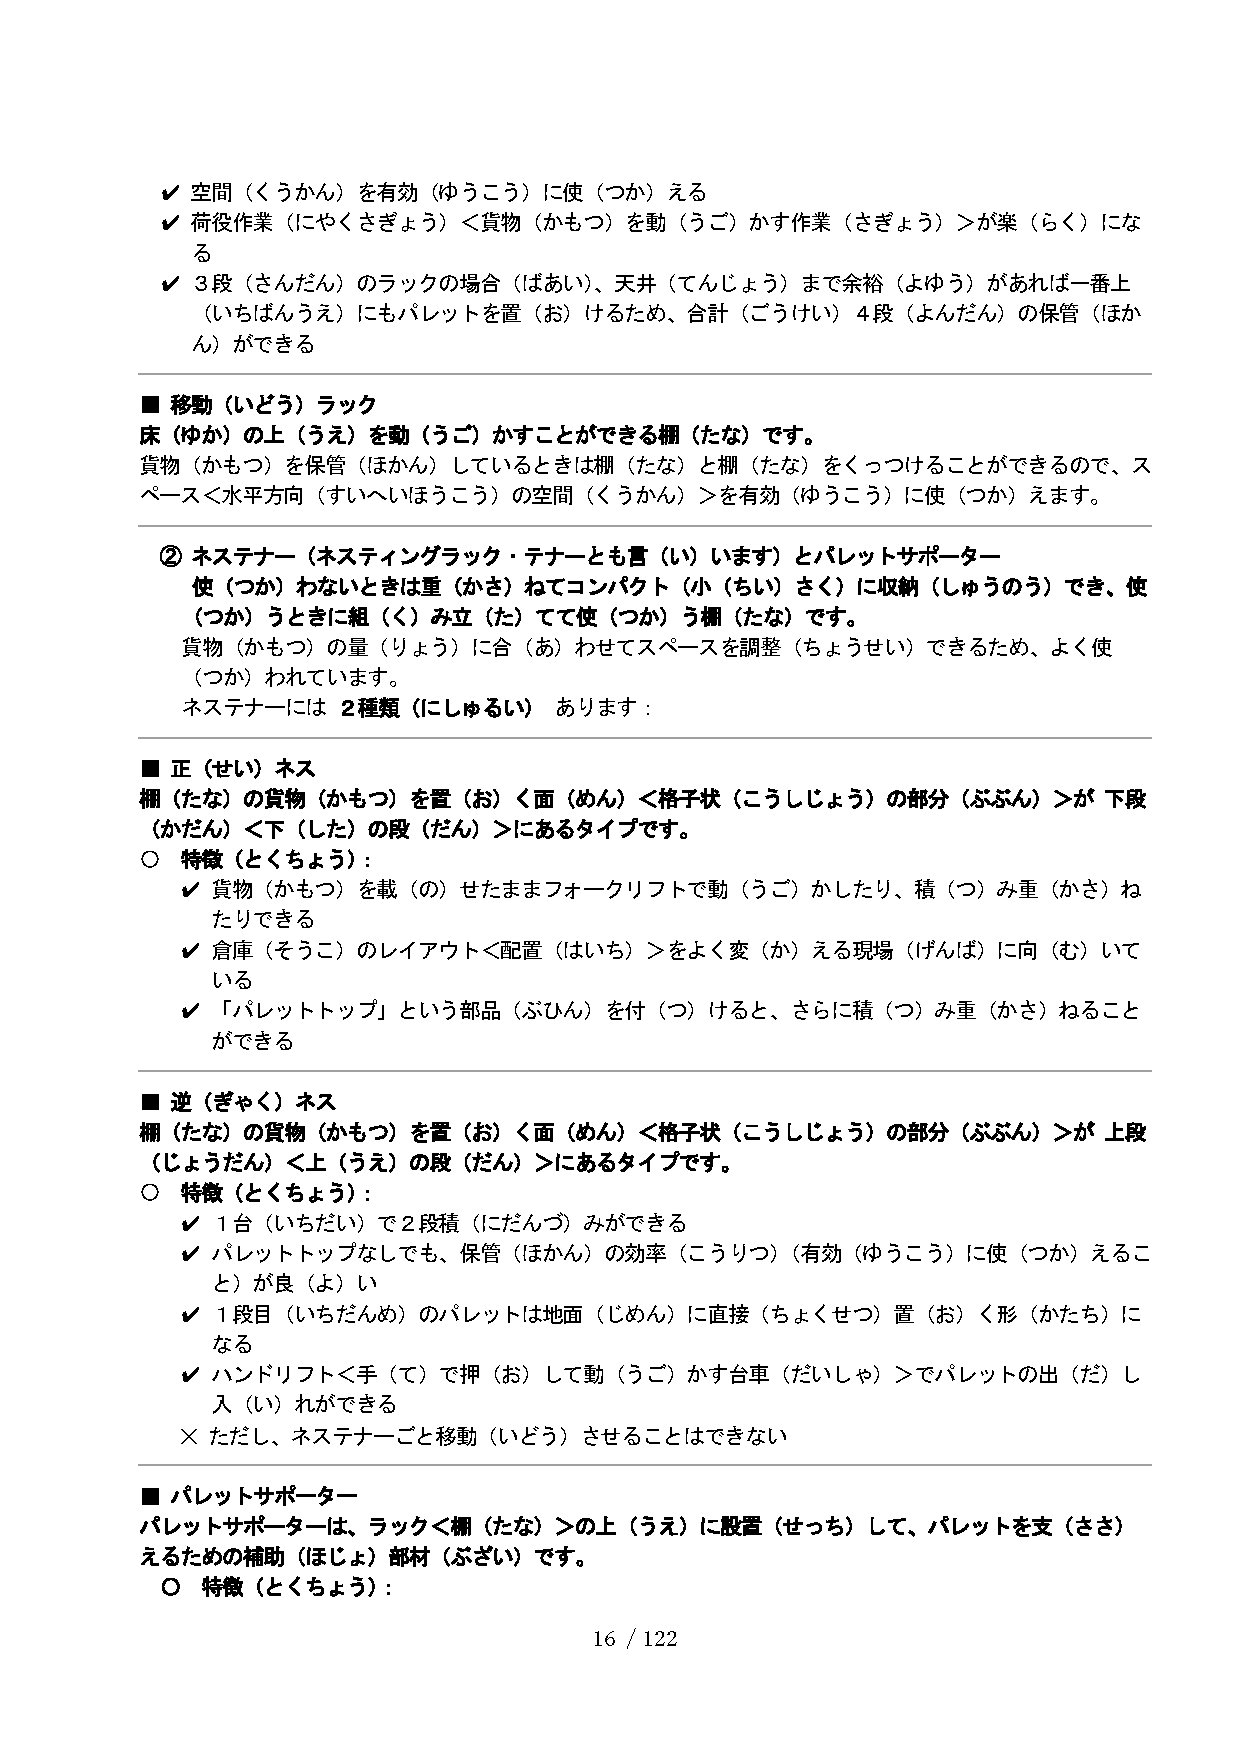 ✔ 空間（くうかん）を有効（ゆうこう）に使（つか）える
✔ 荷役作業（にやくさぎょう）＜貨物（かもつ）を動（うご）かす作業（さぎょう）＞が楽（らく）にな
る
✔ ３段（さんだん）のラックの場合（ばあい）、天井（てんじょう）まで余裕（よゆう）があれば一番上
（いちばんうえ）にもパレットを置（お）けるため、合計（ごうけい）４段（よんだん）の保管（ほか
ん）ができる
■ 移動（いどう）ラック
床（ゆか）の上（うえ）を動（うご）かすことができる棚（たな）です。
貨物（かもつ）を保管（ほかん）しているときは棚（たな）と棚（たな）をくっつけることができるので、ス
ペース＜水平方向（すいへいほうこう）の空間（くうかん）＞を有効（ゆうこう）に使（つか）えます。
② ネステナー（ネスティングラック・テナーとも言（い）います）とパレットサポーター
使（つか）わないときは重（かさ）ねてコンパクト（小（ちい）さく）に収納（しゅうのう）でき、使
（つか）うときに組（く）み立（た）てて使（つか）う棚（たな）です。
貨物（かもつ）の量（りょう）に合（あ）わせてスペースを調整（ちょうせい）できるため、よく使
（つか）われています。
ネステナーには ２種類（にしゅるい） あります：
■ 正（せい）ネス
棚（たな）の貨物（かもつ）を置（お）く面（めん）＜格子状（こうしじょう）の部分（ぶぶん）＞が 下段
（かだん）＜下（した）の段（だん）＞にあるタイプです。
○ 特徴（とくちょう）：
✔ 貨物（かもつ）を載（の）せたままフォークリフトで動（うご）かしたり、積（つ）み重（かさ）ね
たりできる
✔ 倉庫（そうこ）のレイアウト＜配置（はいち）＞をよく変（か）える現場（げんば）に向（む）いて
いる
✔ 「パレットトップ」という部品（ぶひん）を付（つ）けると、さらに積（つ）み重（かさ）ねること
ができる
■ 逆（ぎゃく）ネス
棚（たな）の貨物（かもつ）を置（お）く面（めん）＜格子状（こうしじょう）の部分（ぶぶん）＞が 上段
（じょうだん）＜上（うえ）の段（だん）＞にあるタイプです。
○ 特徴（とくちょう）：
✔ １台（いちだい）で２段積（にだんづ）みができる
✔ パレットトップなしでも、保管（ほかん）の効率（こうりつ）（有効（ゆうこう）に使（つか）えるこ
と）が良（よ）い
✔ １段目（いちだんめ）のパレットは地面（じめん）に直接（ちょくせつ）置（お）く形（かたち）に
なる
✔ ハンドリフト＜手（て）で押（お）して動（うご）かす台車（だいしゃ）＞でパレットの出（だ）し
入（い）れができる
× ただし、ネステナーごと移動（いどう）させることはできない
■ パレットサポーター
パレットサポーターは、ラック＜棚（たな）＞の上（うえ）に設置（せっち）して、パレットを支（ささ）
えるための補助（ほじょ）部材（ぶざい）です。
○ 特徴（とくちょう）：
16 / 122